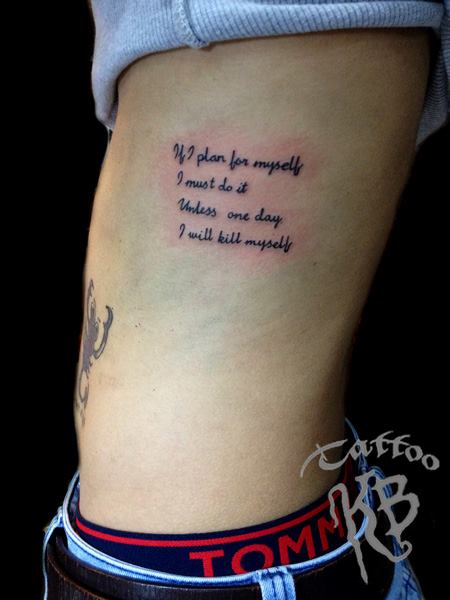 If I plan for myself
I must do it
Unless one day
I will kill myself
tattoo
KB
TOMM